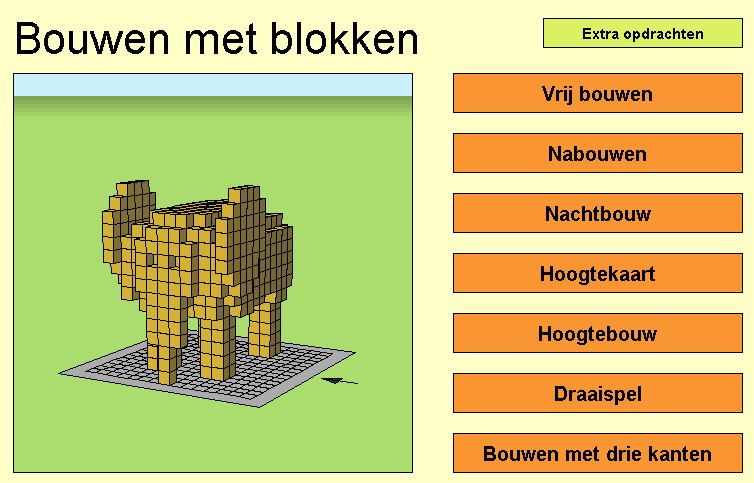 Bouwen met blokken
Extra opdrachten
Vrij bouwen
Nabouwen
Nachtbouw
Hoogtekaart
Hoogtebouw
Draaispel
Bouwen met drie kanten